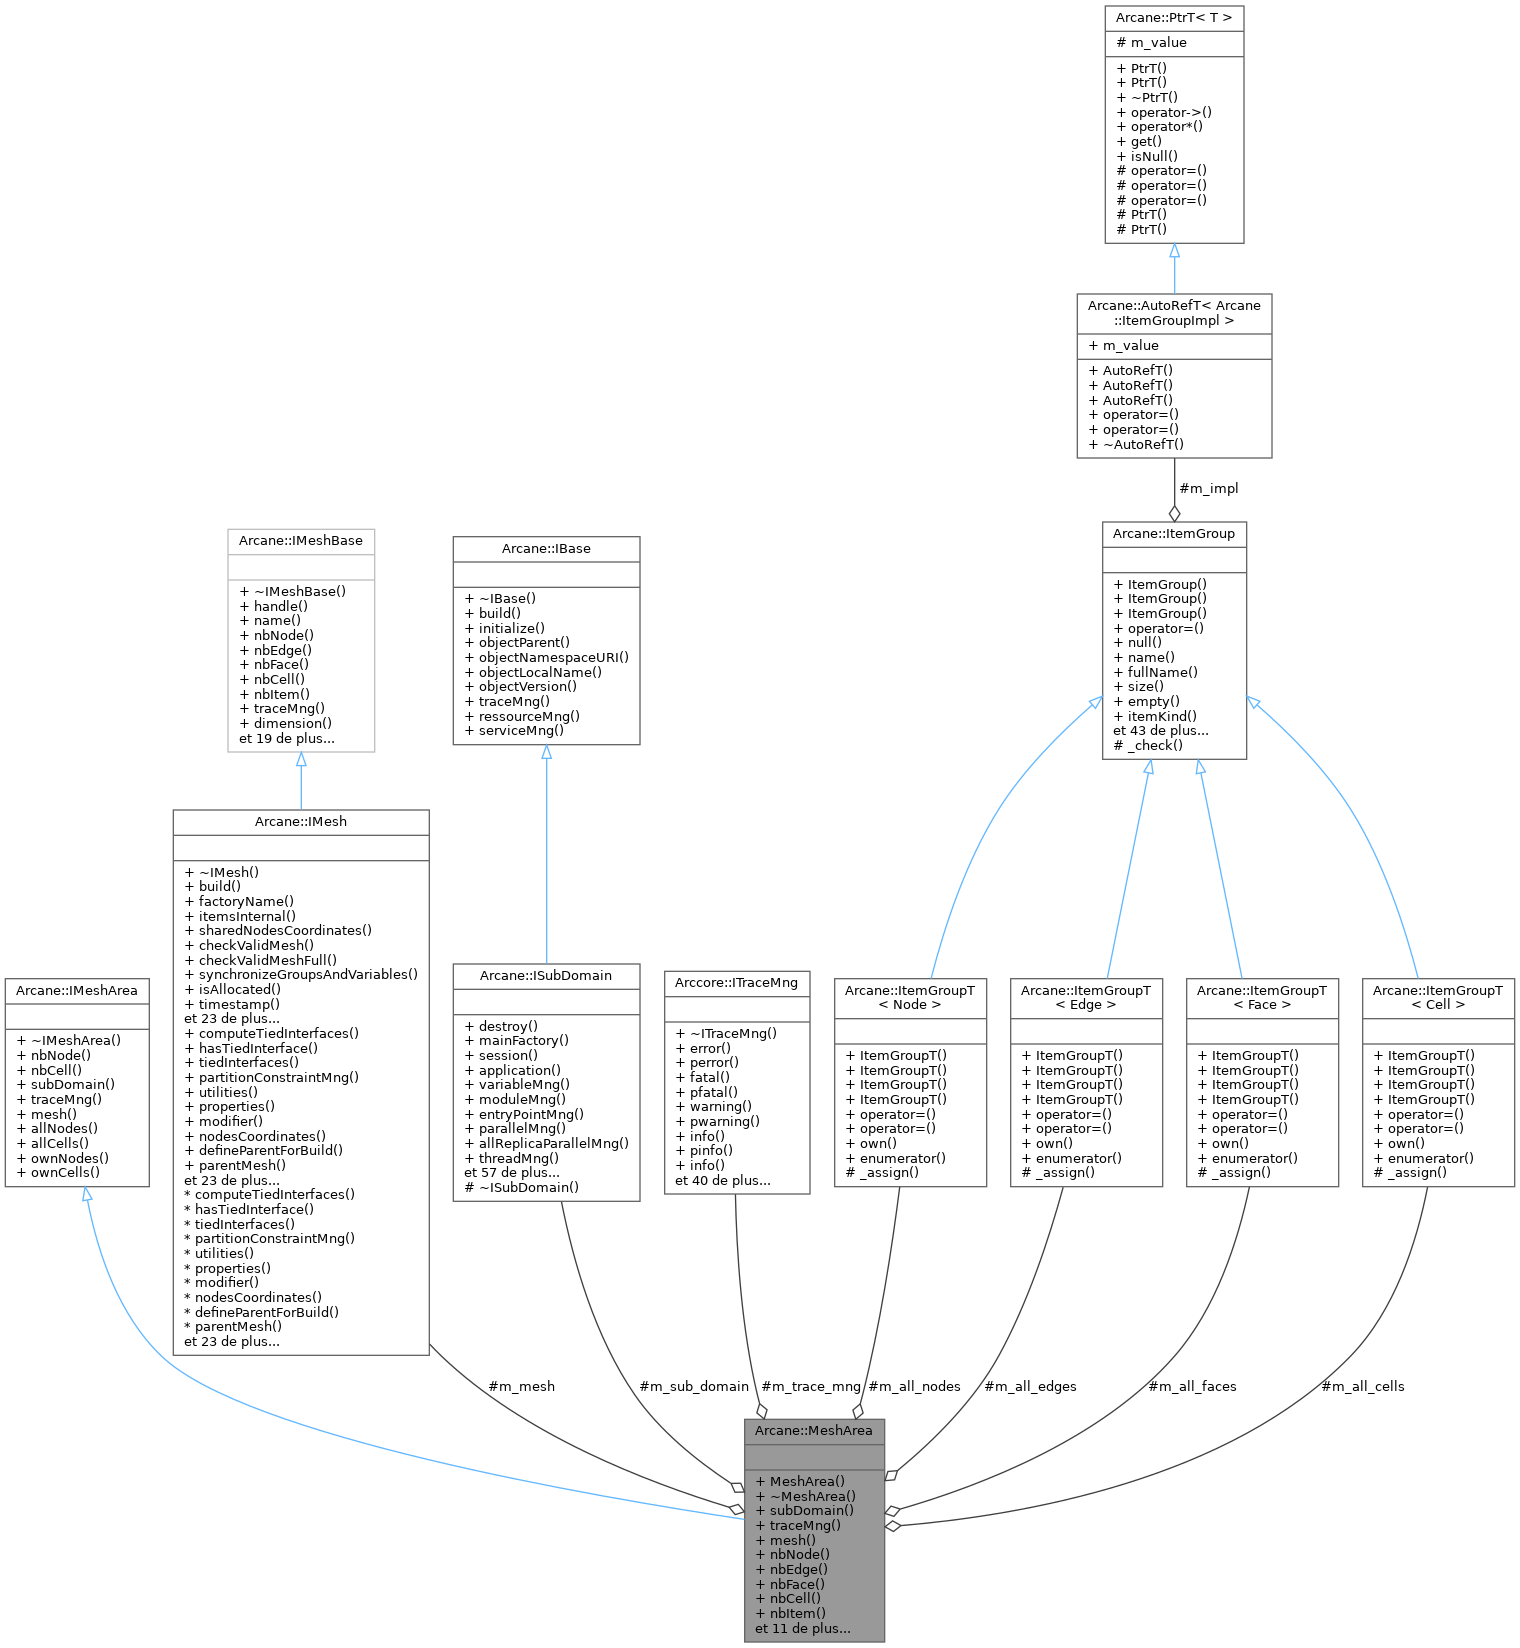 Arcane::PtrT< T >
# m_value
+ PtrT()
+ PtrT()
+ ~PtrT()
+ operator->()
+ operator*()
+ get()
+ isNull()
# operator=()
# operator=()
# operator=()
# PtrT()
# PtrT()
Arcane::AutoRefT< Arcane
::ItemGroupImpl >
+ m_value
+ AutoRefT()
+ AutoRefT()
+ AutoRefT()
+ operator=()
+ operator=()
+ ~AutoRefT()
#m_impl
Arcane::ItemGroup
+ ItemGroup()
+ ItemGroup()
+ ItemGroup()
+ operator=()
+ null()
+ name()
+ fullName()
+ size()
+ empty()
+ itemKind()
et 43 de plus...
# _check()
Arcane::IMeshBase
+ ~IMeshBase()
+ handle()
+ name()
+ nbNode()
+ nbEdge()
+ nbFace()
+ nbCell()
+ nbItem()
+ traceMng()
+ dimension()
et 19 de plus...
Arcane::IBase
+ ~IBase()
+ build()
+ initialize()
+ objectParent()
+ objectNamespaceURI()
+ objectLocalName()
+ objectVersion()
+ traceMng()
+ ressourceMng()
+ serviceMng()
Arcane::IMeshArea
+ ~IMeshArea()
+ nbNode()
+ nbCell()
+ subDomain()
+ traceMng()
+ mesh()
+ allNodes()
+ allCells()
+ ownNodes()
+ ownCells()
Arcane::IMesh
+ ~IMesh()
+ build()
+ factoryName()
+ itemsInternal()
+ sharedNodesCoordinates()
+ checkValidMesh()
+ checkValidMeshFull()
+ synchronizeGroupsAndVariables()
+ isAllocated()
+ timestamp()
et 23 de plus...
+ computeTiedInterfaces()
+ hasTiedInterface()
+ tiedInterfaces()
+ partitionConstraintMng()
+ utilities()
+ properties()
+ modifier()
+ nodesCoordinates()
+ defineParentForBuild()
+ parentMesh()
et 23 de plus...
* computeTiedInterfaces()
* hasTiedInterface()
* tiedInterfaces()
* partitionConstraintMng()
* utilities()
* properties()
* modifier()
* nodesCoordinates()
* defineParentForBuild()
* parentMesh()
et 23 de plus...
Arcane::ISubDomain
+ destroy()
+ mainFactory()
+ session()
+ application()
+ variableMng()
+ moduleMng()
+ entryPointMng()
+ parallelMng()
+ allReplicaParallelMng()
+ threadMng()
et 57 de plus...
# ~ISubDomain()
Arccore::ITraceMng
+ ~ITraceMng()
+ error()
+ perror()
+ fatal()
+ pfatal()
+ warning()
+ pwarning()
+ info()
+ pinfo()
+ info()
et 40 de plus...
Arcane::ItemGroupT
< Node >
+ ItemGroupT()
+ ItemGroupT()
+ ItemGroupT()
+ ItemGroupT()
+ operator=()
+ operator=()
+ own()
+ enumerator()
# _assign()
Arcane::ItemGroupT
< Edge >
+ ItemGroupT()
+ ItemGroupT()
+ ItemGroupT()
+ ItemGroupT()
+ operator=()
+ operator=()
+ own()
+ enumerator()
# _assign()
Arcane::ItemGroupT
< Face >
+ ItemGroupT()
+ ItemGroupT()
+ ItemGroupT()
+ ItemGroupT()
+ operator=()
+ operator=()
+ own()
+ enumerator()
# _assign()
Arcane::ItemGroupT
< Cell >
+ ItemGroupT()
+ ItemGroupT()
+ ItemGroupT()
+ ItemGroupT()
+ operator=()
+ operator=()
+ own()
+ enumerator()
# _assign()
#m_mesh
#m_sub_domain
#m_trace_mng
#m_all_nodes
#m_all_edges
#m_all_faces
#m_all_cells
Arcane::MeshArea
+ MeshArea()
+ ~MeshArea()
+ subDomain()
+ traceMng()
+ mesh()
+ nbNode()
+ nbEdge()
+ nbFace()
+ nbCell()
+ nbItem()
et 11 de plus...